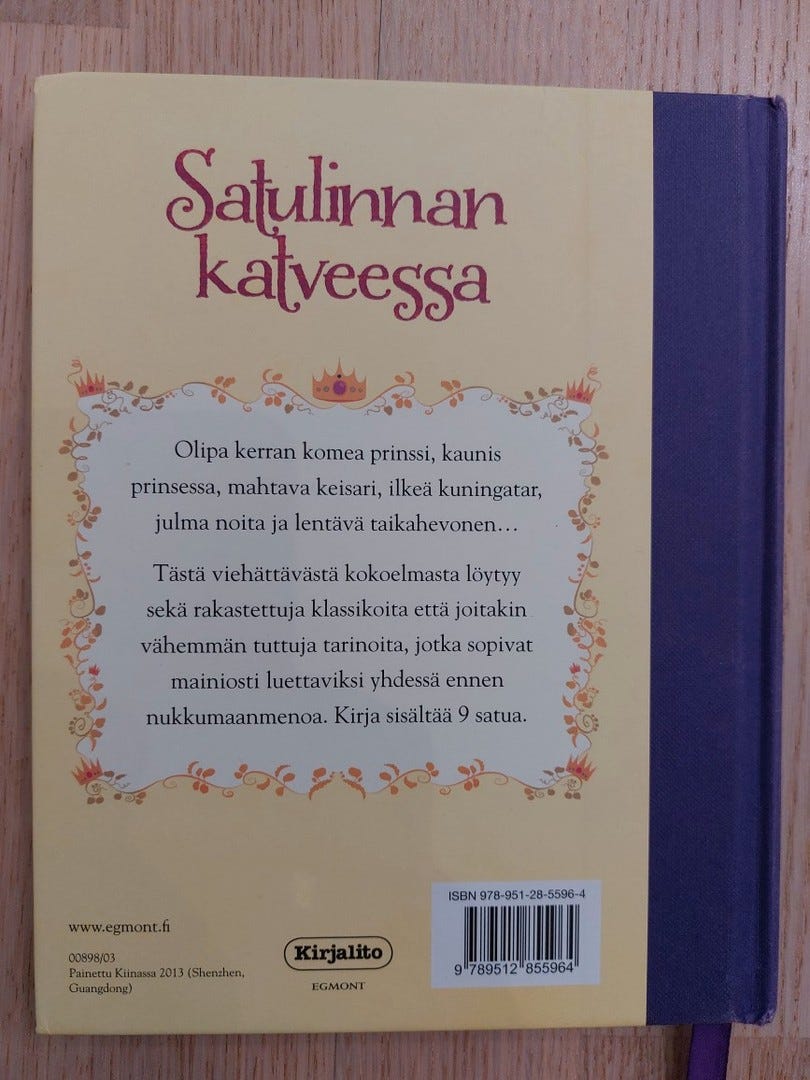 Satulinnan
katveessa
Olipa kerran komea prinssi, kaunis
prinsessa, mahtava keisari, ilkeä kuningatar,
julma noita ja lentävä taikahevonen...
Tästä viehättävästä kokoelmasta löytyy
sekä rakastettuja klassikoita että joitakin
vähemmän tuttuja tarinoita, jotka sopivat
mainiosti luettaviksi yhdessä ennen
nukkumaanmenoa. Kirja sisältää 9 satua.
www.egmont.fi
00898/03
Painettu Kiinassa 2013 (Shenzhen,
Guangdong)
Kirjalito
EGMONT
ISBN 978-951-28-5596-4
9 789512 855964